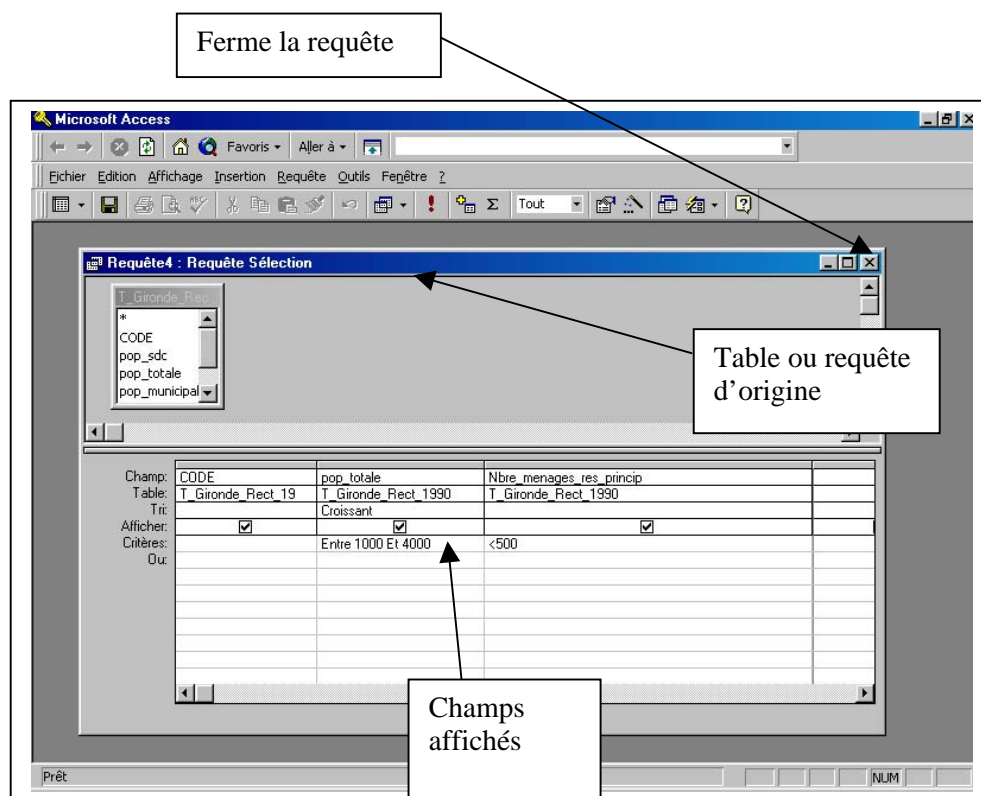 Ferme la requête
Microsoft Access
Favoris Aller à
Fichier Edition Affichage Insertion Requête Outils Fenêtre ?
Σ Tout
Requête4 : Requête Sélection
T_Gironde_Rec...
*
CODE
pop_sdc
pop_totale
pop_municipal
Table ou requête
d'origine
Champ: CODE pop_totale Nbre_menages_res_princip
Table: T_Gironde_Rect_19 T_Gironde_Rect_1990 T_Gironde_Rect_1990
Tri: Croissant
Afficher:
Critères: Entre 1000 Et 4000 <500
Ou:
Champs
affichés
Prêt NUM